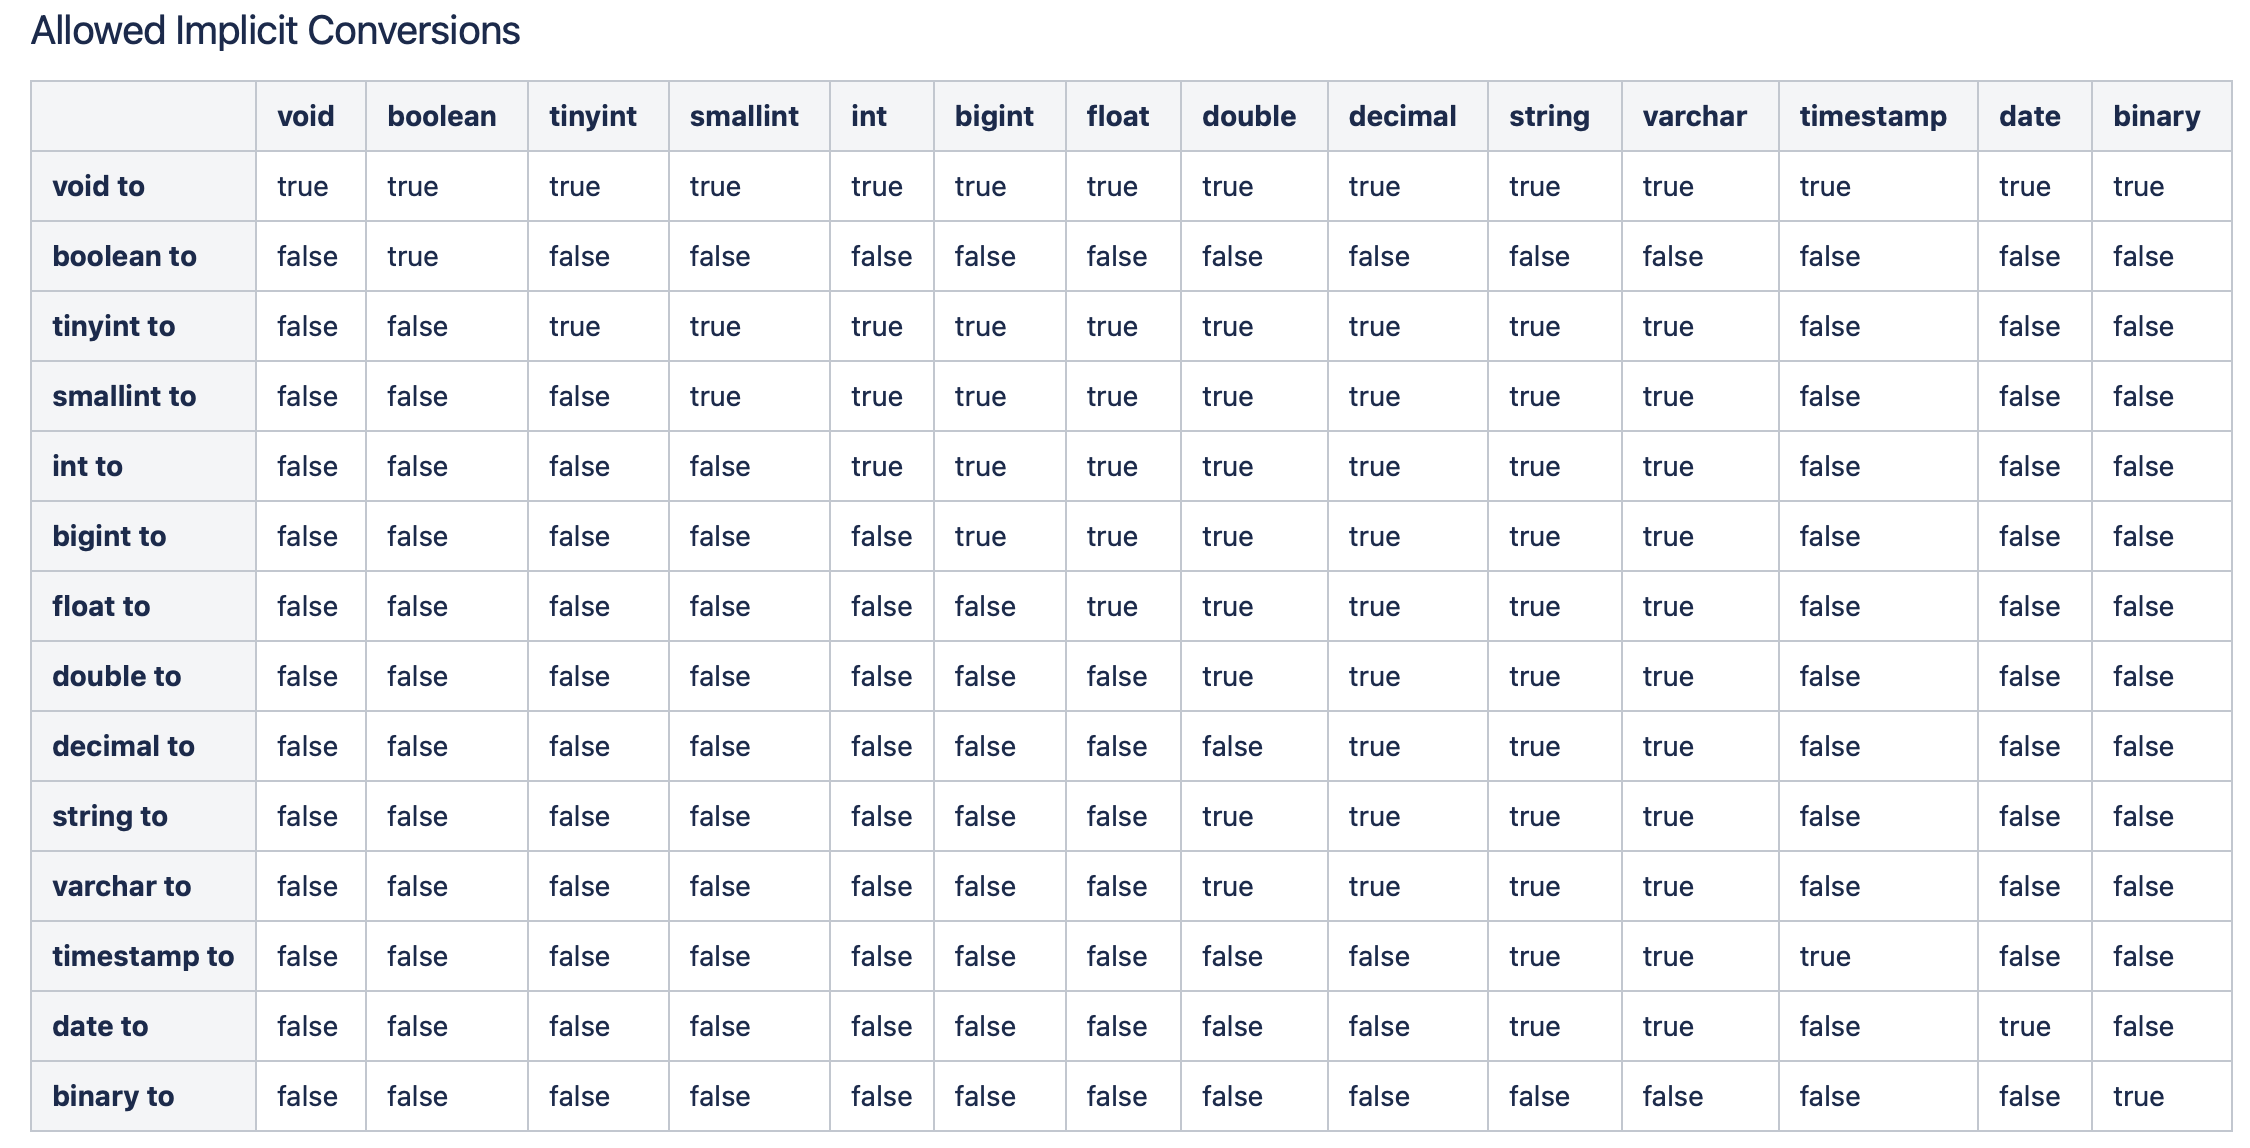 Allowed Implicit Conversions
void boolean tinyint smallint int bigint float double decimal string varchar timestamp date binary
void to true true true true true true true true true true true true true true
boolean to false true false false false false false false false false false false false false
tinyint to false false true true true true true true true true true false false false
smallint to false false false true true true true true true true true false false false
int to false false false false true true true true true true true false false false
bigint to false false false false false true true true true true true false false false
float to false false false false false false true true true true true false false false
double to false false false false false false false true true true true false false false
decimal to false false false false false false false false true true true false false false
string to false false false false false false false true true true true false false false
varchar to false false false false false false false true true true true false false false
timestamp to false false false false false false false false false true true true false false
date to false false false false false false false false false true true false true false
binary to false false false false false false false false false false false false false true